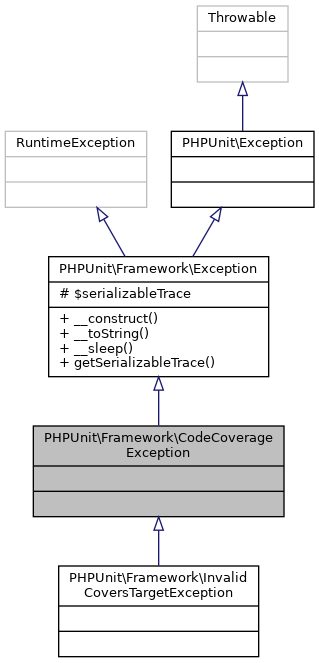 Throwable
RuntimeException
PHPUnit\Exception
PHPUnit\Framework\Exception
# $serializableTrace
+ __construct()
+ __toString()
+ __sleep()
+ getSerializableTrace()
PHPUnit\Framework\CodeCoverage
Exception
PHPUnit\Framework\Invalid
CoversTargetException